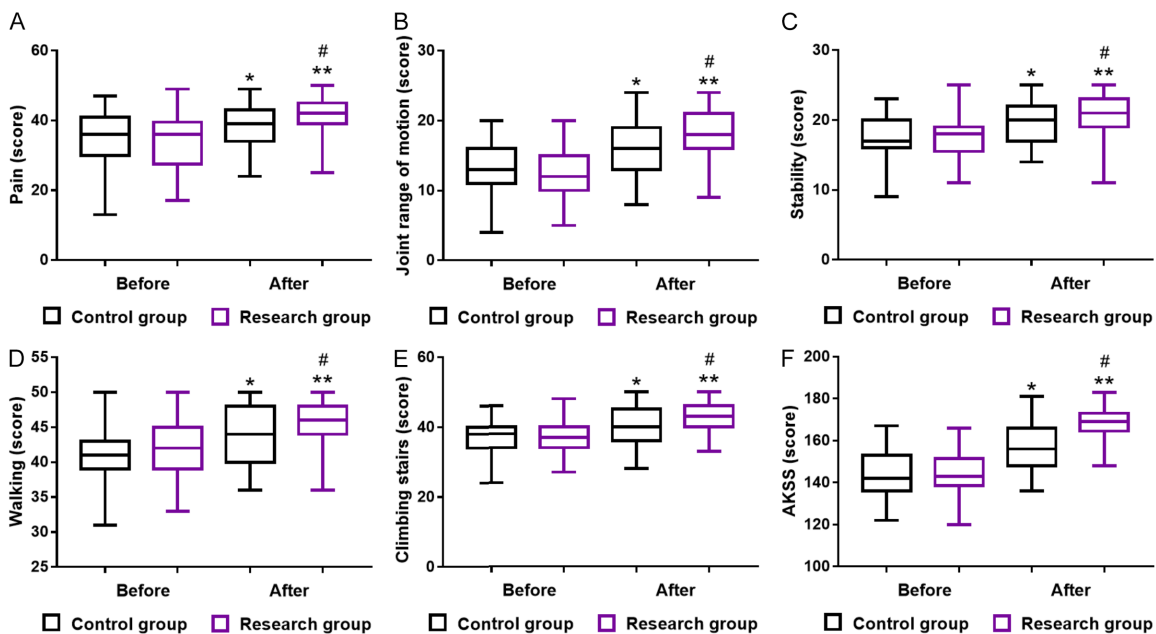 A
Pain (score)
60
40
20
0
*
#
**
Before
After
Control group
Research group
B
Joint range of motion (score)
30
20
10
0
*
#
**
Before
After
Control group
Research group
C
Stability (score)
30
20
10
0
*
#
**
Before
After
Control group
Research group
D
Walking (score)
55
50
45
40
35
30
25
*
#
**
Before
After
Control group
Research group
E
Climbing stairs (score)
60
40
20
0
*
#
**
Before
After
Control group
Research group
F
AKSS (score)
200
180
160
140
120
100
*
#
**
Before
After
Control group
Research group